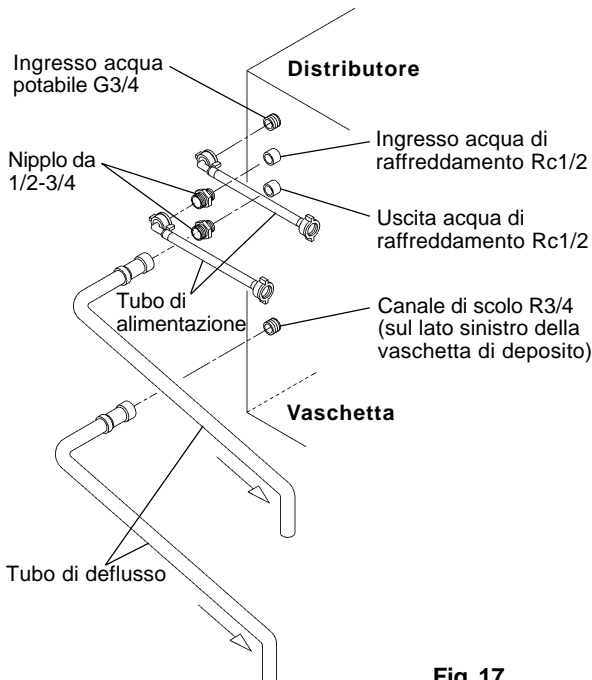 Ingresso acqua
potabile G3/4
Distributore
Ingresso acqua di
raffreddamento Rc1/2
Nipplo da
1/2-3/4
Uscita acqua di
raffreddamento Rc1/2
Tubo di
alimentazione
Canale di scolo R3/4
(sul lato sinistro della
vaschetta di deposito)
Vaschetta
Tubo di deflusso
Fig. 17